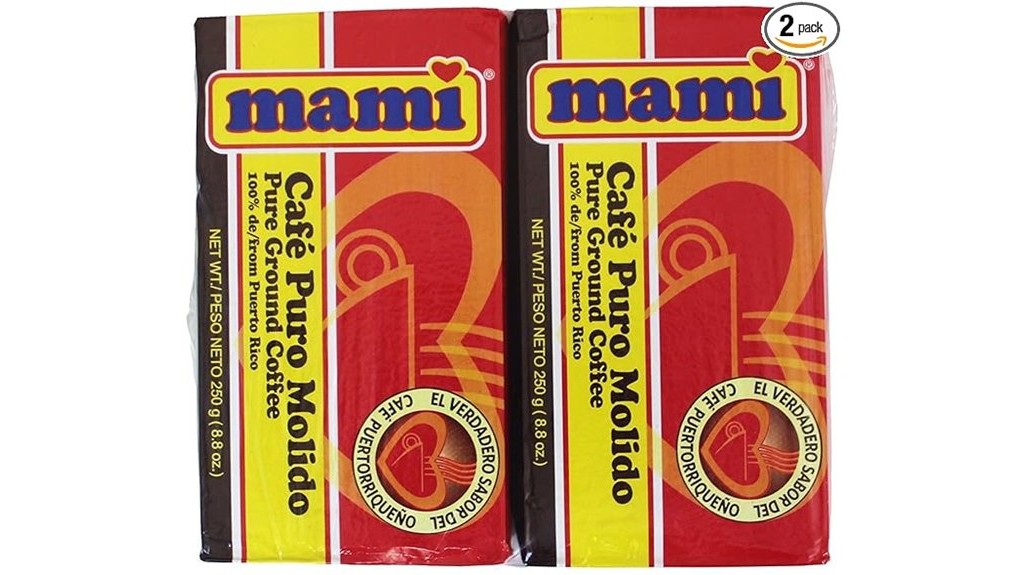 2 pack
mami®
Café Puro Molido
Pure Ground Coffee
100% de/from Puerto Rico
NET WT./ PESO NETO 250 g ( 8.8 oz.)
EL VERDADERO SABOR DEL
CAFÉ PUERTORRIQUEÑO
mami®
Café Puro Molido
Pure Ground Coffee
100% de/from Puerto Rico
NET WT./ PESO NETO 250 g ( 8.8 oz.)
EL VERDADERO SABOR DEL
CAFÉ PUERTORRIQUEÑO